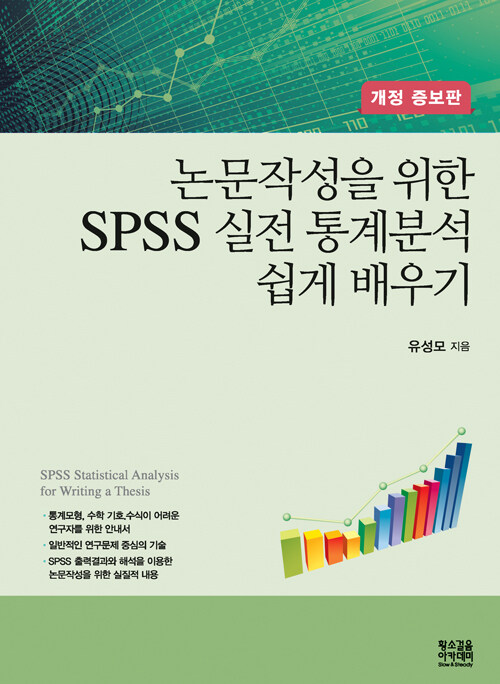 개정 증보판
논문작성을 위한
SPSS 실전 통계분석
쉽게 배우기
유성모 지음
SPSS Statistical Analysis
for Writing a Thesis
• 통계모형, 수학 기호,수식이 어려운
연구자를 위한 안내서
• 일반적인 연구문제 중심의 기술
• SPSS 출력결과와 해석을 이용한
논문작성을 위한 실질적 내용
황소걸음
아카데미
Slow & Steady